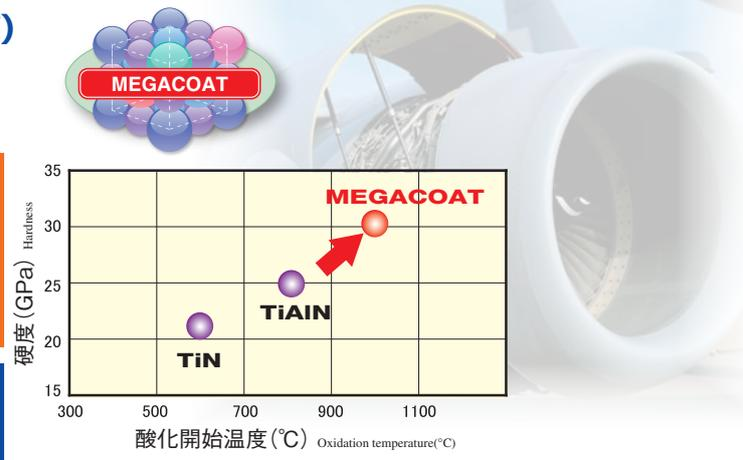 )
MEGACOAT
硬度(GPa) Hardness
35
30
25
20
15
MEGACOAT
TiAlN
TiN
300 500 700 900 1100
酸化開始温度(℃) Oxidation temperature(°C)